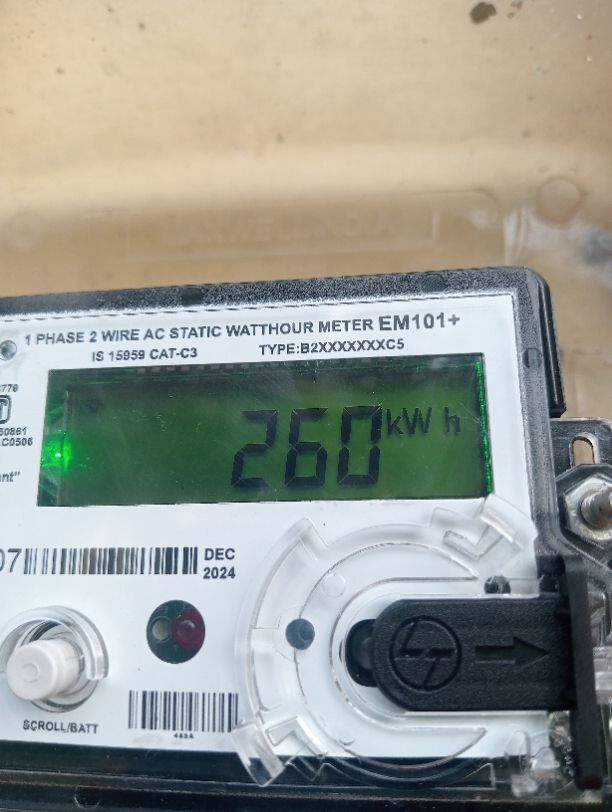 1 PHASE 2 WIRE AC STATIC WATTHOUR METER EM101+
IS 15959 CAT-C3 TYPE:B2XXXXXXXC5
260 kW h
DEC
2024
SCROLL/BATT